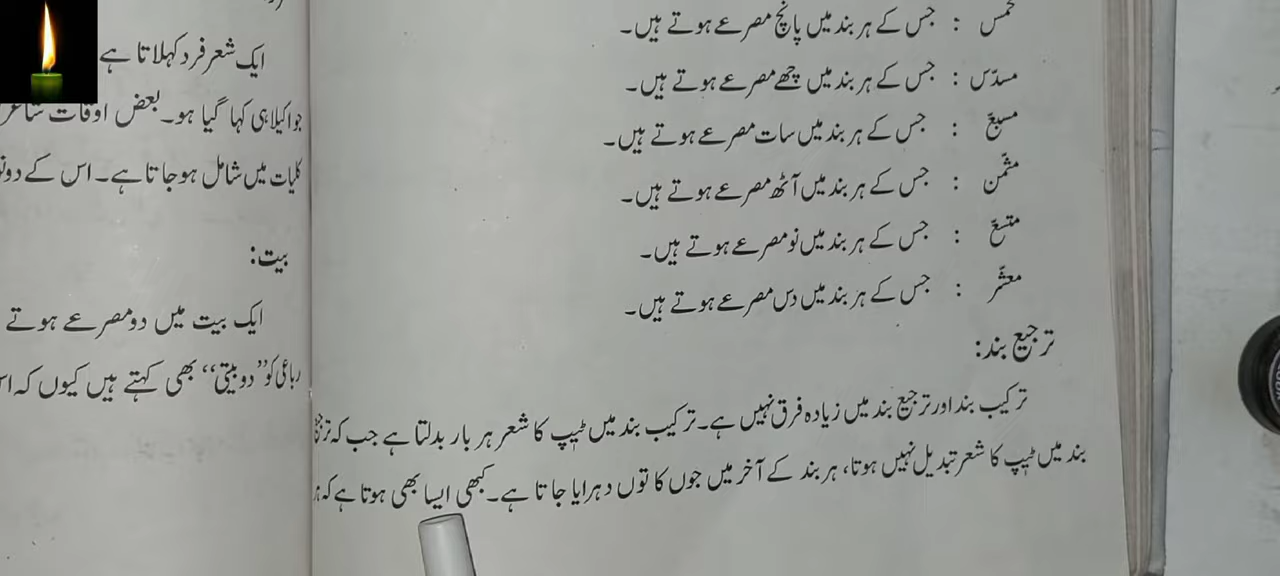 مخمس : جس کے ہر بند میں پانچ مصرعے ہوتے ہیں۔
مسدّس : جس کے ہر بند میں چھے مصرعے ہوتے ہیں۔
مسبعّ : جس کے ہر بند میں سات مصرعے ہوتے ہیں۔
مثمّن : جس کے ہر بند میں آٹھ مصرعے ہوتے ہیں۔
متسعّ : جس کے ہر بند میں نو مصرعے ہوتے ہیں۔
معشّر : جس کے ہر بند میں دس مصرعے ہوتے ہیں۔
ترجیع بند:
ترکیب بند اور ترجیع بند میں زیادہ فرق نہیں ہے۔ ترکیب بند میں ٹیپ کا شعر ہر بار بدلتا ہے جب کہ
بند میں ٹیپ کا شعر تبدیل نہیں ہوتا، ہر بند کے آخر میں جوں کا توں دہرایا جاتا ہے۔ کبھی ایسا بھی ہوتا ہے کہ
ایک شعر فرد کہلاتا ہے
جو اکیلا ہی کہا گیا ہو۔ بعض اوقات شاعر
کلیات میں شامل ہو جاتا ہے۔ اس کے
بیت:
ایک بیت میں دو مصرعے ہوتے
رباعی کو ”دو بیتی“ بھی کہتے ہیں کیوں کہ